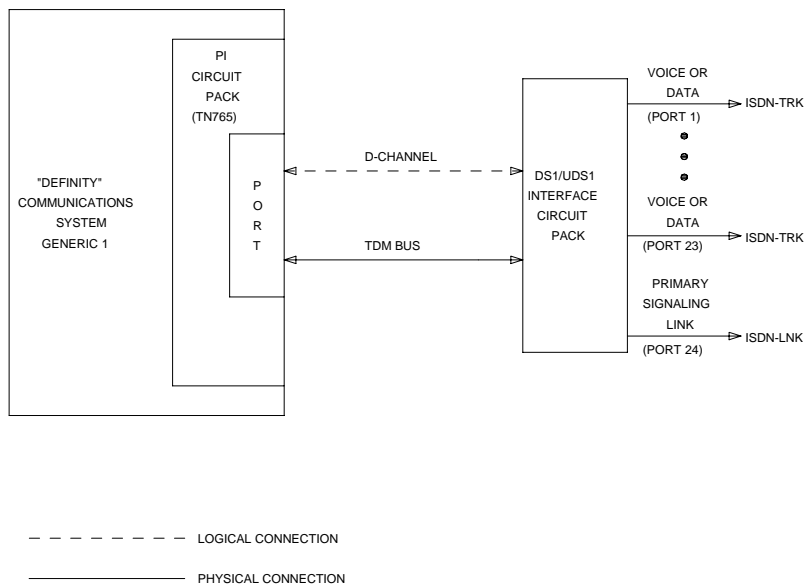 "DEFINITY"
COMMUNICATIONS
SYSTEM
GENERIC 1
PI
CIRCUIT
PACK
(TN765)
P
O
R
T
D-CHANNEL
TDM BUS
DS1/UDS1
INTERFACE
CIRCUIT
PACK
VOICE OR
DATA
(PORT 1)
ISDN-TRK
VOICE OR
DATA
(PORT 23)
ISDN-TRK
PRIMARY
SIGNALING
LINK
(PORT 24)
ISDN-LNK
LOGICAL CONNECTION
PHYSICAL CONNECTION